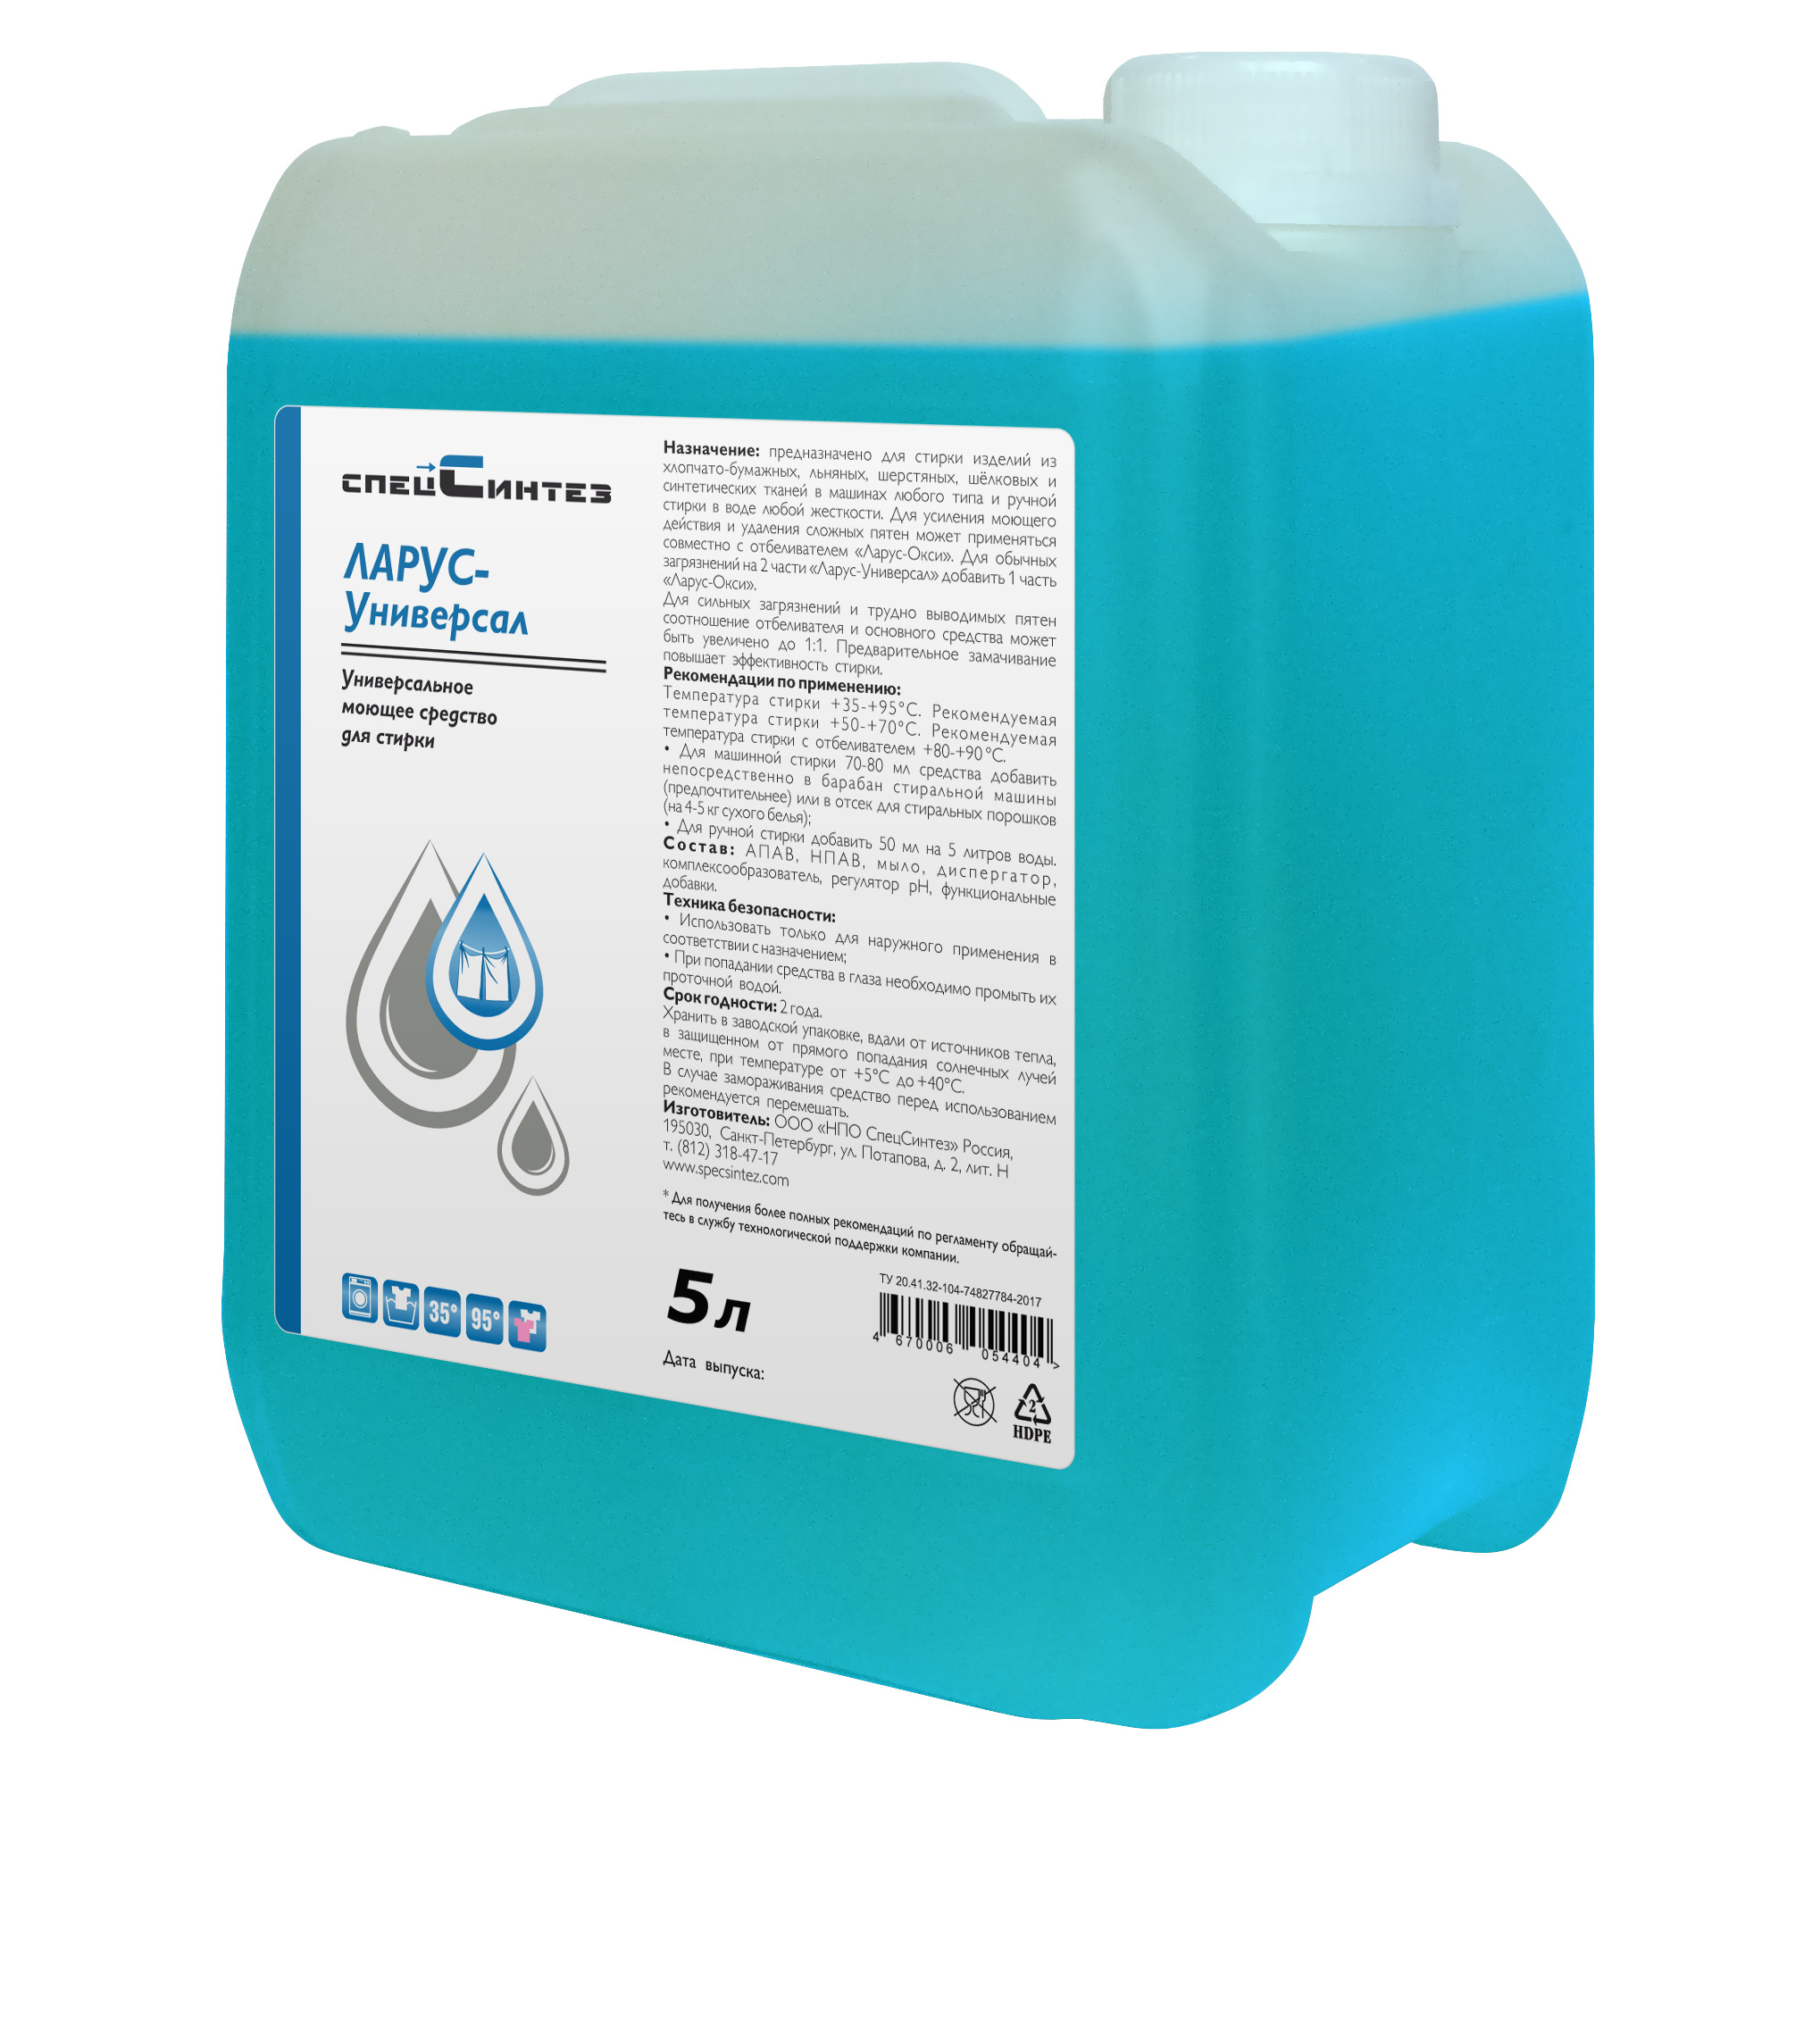 СПЕЦСИНТЕЗ
ЛАРУС-
Универсал
Универсальное
моющее средство
для стирки
35°
95°
Назначение: предназначено для стирки изделий из
хлопчато-бумажных, льняных, шерстяных, шёлковых и
синтетических тканей в машинах любого типа и ручной
стирки в воде любой жесткости. Для усиления моющего
действия и удаления сложных пятен может применяться
совместно с отбеливателем «Ларус-Окси». Для обычных
загрязнений на 2 части «Ларус-Универсал» добавить 1 часть
«Ларус-Окси».
Для сильных загрязнений и трудно выводимых пятен
соотношение отбеливателя и основного средства может
быть увеличено до 1:1. Предварительное замачивание
повышает эффективность стирки.
Рекомендации по применению:
Температура стирки +35-+95°С. Рекомендуемая
температура стирки +50-+70°С. Рекомендуемая
температура стирки с отбеливателем +80-+90 °С.
• Для машинной стирки 70-80 мл средства добавить
непосредственно в барабан стиральной машины
(предпочтительнее) или в отсек для стиральных порошков
(на 4-5 кг сухого белья);
• Для ручной стирки добавить 50 мл на 5 литров воды.
Состав: АПАВ, НПАВ, мыло, диспергатор,
комплексообразователь, регулятор рН, функциональные
добавки.
Техника безопасности:
• Использовать только для наружного применения в
соответствии с назначением;
• При попадании средства в глаза необходимо промыть их
проточной водой.
Срок годности: 2 года.
Хранить в заводской упаковке, вдали от источников тепла,
в защищенном от прямого попадания солнечных лучей
месте, при температуре от +5°С до +40°С.
В случае замораживания средство перед использованием
рекомендуется перемешать.
Изготовитель: ООО «НПО СпецСинтез» Россия,
195030, Санкт-Петербург, ул. Потапова, д. 2, лит. Н
т. (812) 318-47-17
www.specsintez.com
* Для получения более полных рекомендаций по регламенту обращай-
тесь в службу технологической поддержки компании.
5 л
Дата выпуска:
ТУ 20.41.32-104-74827784-2017
4 670006 054404 >
2
HDPE